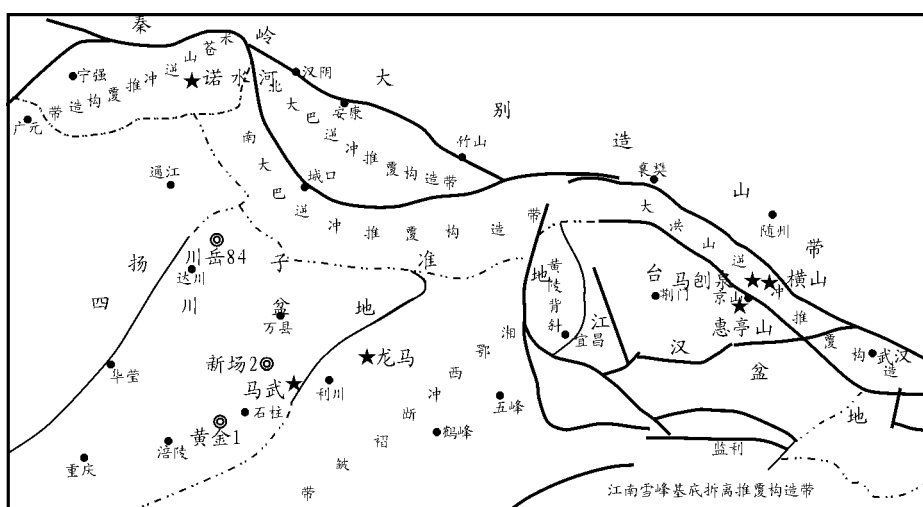 秦岭大别造山带
米仓山逆冲推覆构造带
宁强
诺水河
汉阴
广元
北大巴逆冲推覆构造带
安康
竹山
南大巴逆冲推覆构造带
城口
通江
襄樊
随州
大洪山逆冲推覆构造带
扬子准地台
川岳84
达川
四川盆地
万县
黄陵背斜
马刨泉
横山
荆门
京山
惠亭山
江汉盆地
宜昌
武汉
新场2
龙马
华莹
马武
利川
石柱
黄金1
涪陵
重庆
湘鄂西冲断褶皱带
五峰
鹤峰
监利
江南雪峰基底拆离推覆构造带